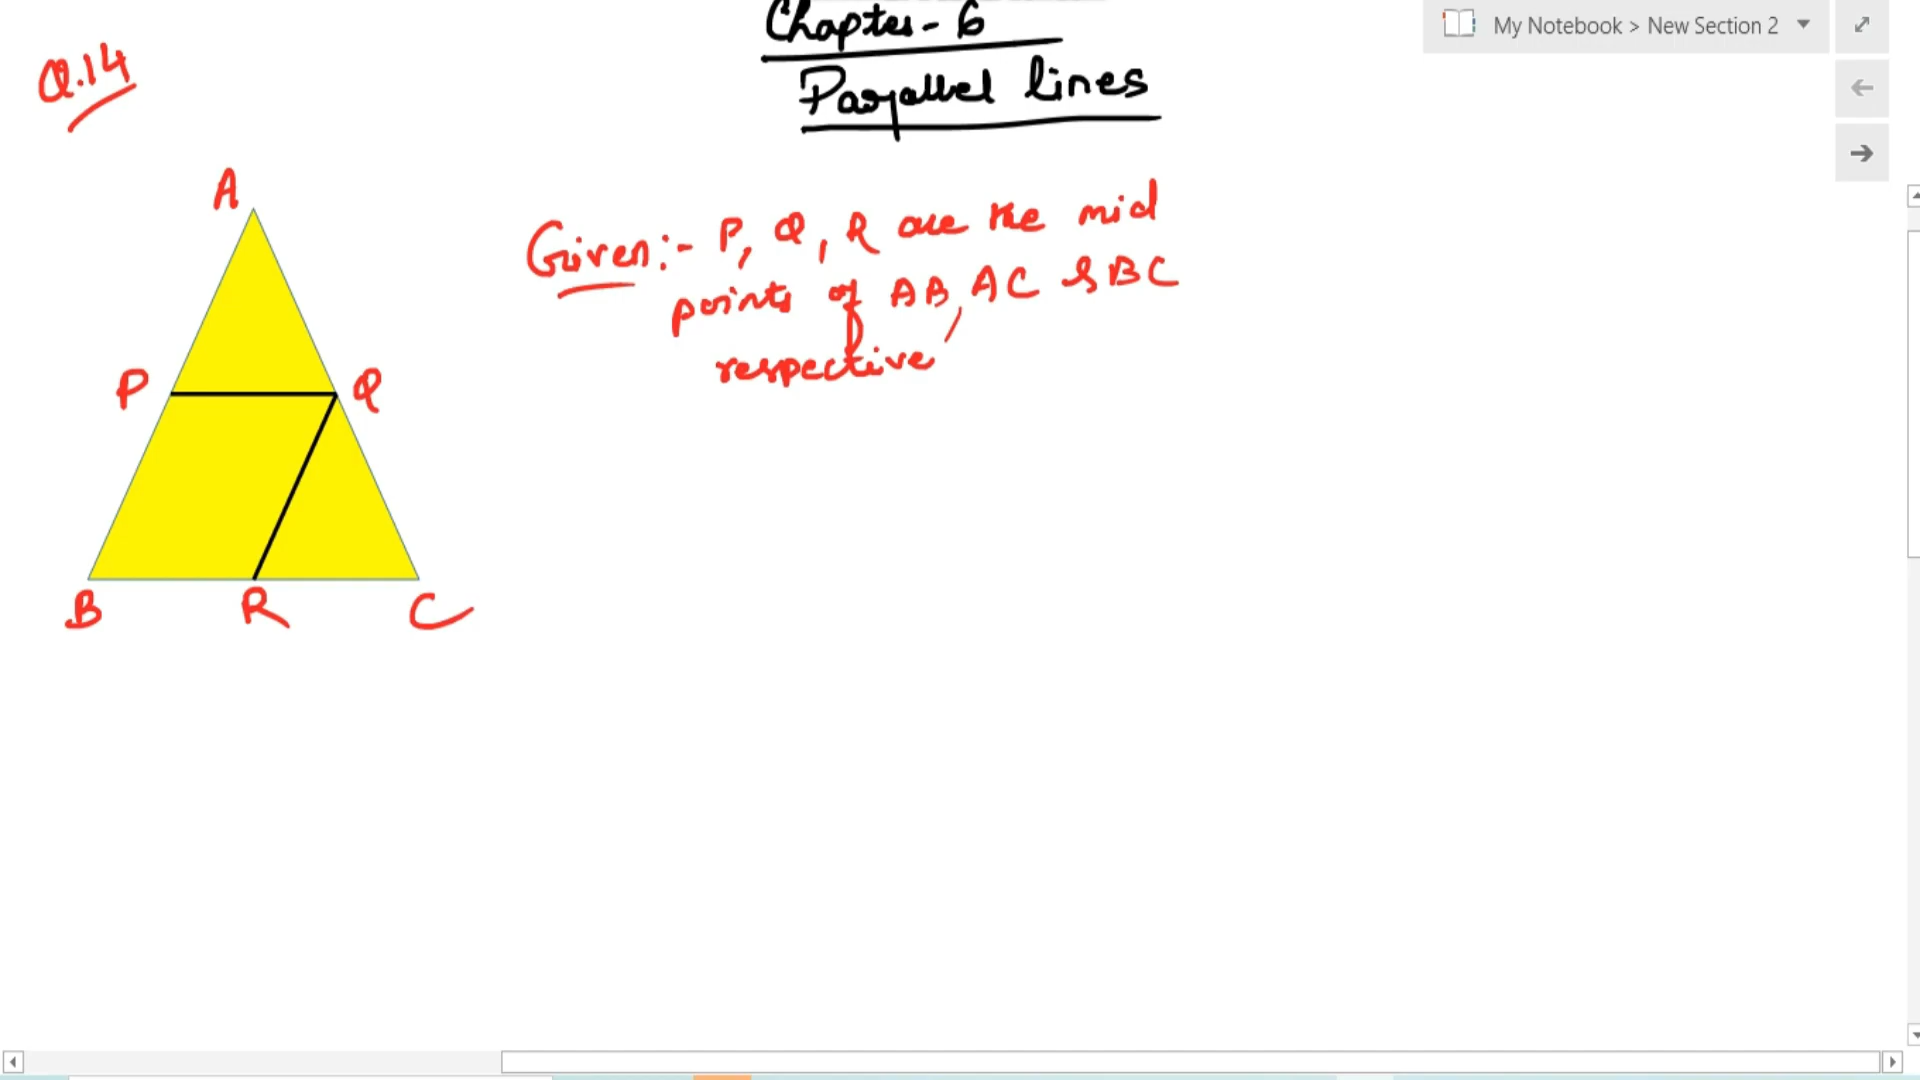 Chapter - 6
Parallel lines
My Notebook > New Section 2
Q.14
A
Given:- P, Q, R are the mid
points of AB, AC & BC
respective
P
Q
B
R
C